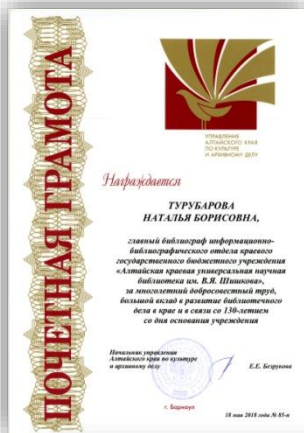 ПОЧЕТНАЯ ГРАМОТА
УПРАВЛЕНИЕ
АЛТАЙСКОГО КРАЯ
ПО КУЛЬТУРЕ
И АРХИВНОМУ ДЕЛУ
Награждается
ТУРУБАРОВА
НАТАЛЬЯ БОРИСОВНА,
главный библиограф информационно-
библиографического отдела краевого
государственного бюджетного учреждения
«Алтайская краевая универсальная научная
библиотека им. В.Я. Шишкова»,
за многолетний добросовестный труд,
большой вклад в развитие библиотечного
дела в крае и в связи со 130-летием
со дня основания учреждения
Начальник управления
Алтайского края по культуре
и архивному делу
Е.Е. Безрукова
г. Барнаул
18 мая 2018 года № 85-п